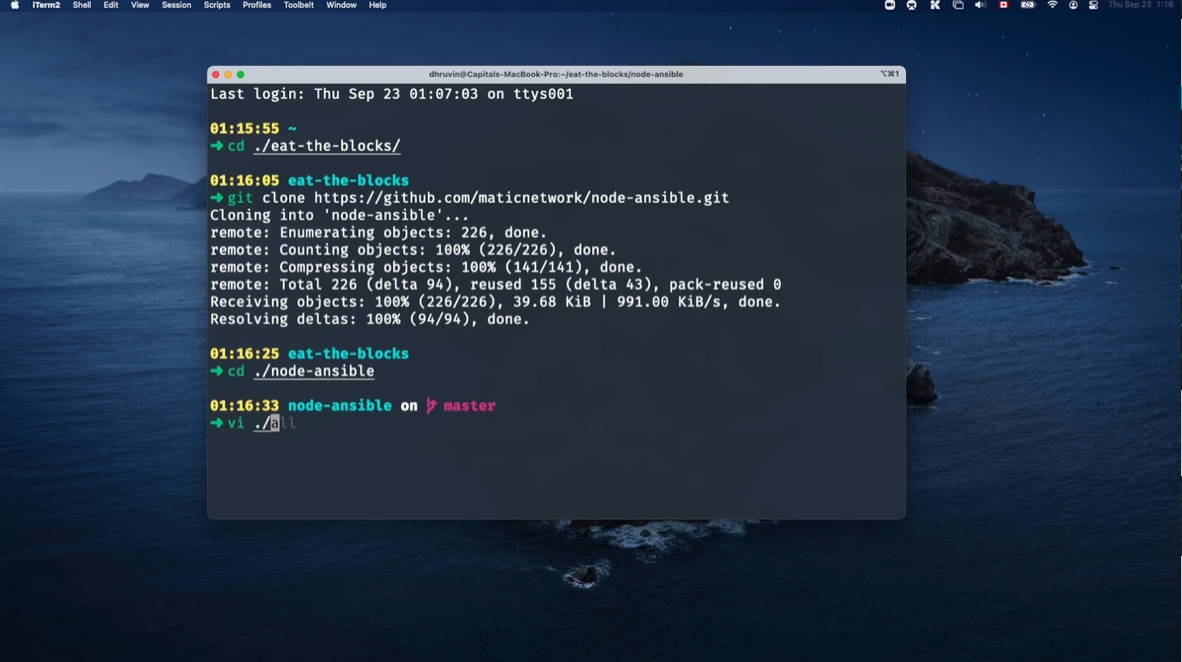 iTerm2 Shell Edit View Session Scripts Profiles Toolbelt Window Help Thu Sep 23 1:16
dhruvin@Capitals-MacBook-Pro:~/eat-the-blocks/node-ansible ⌥⌘1
Last login: Thu Sep 23 01:07:03 on ttys001
01:15:55 ~
➜ cd ./eat-the-blocks/
01:16:05 eat-the-blocks
➜ git clone https://github.com/maticnetwork/node-ansible.git
Cloning into 'node-ansible'...
remote: Enumerating objects: 226, done.
remote: Counting objects: 100% (226/226), done.
remote: Compressing objects: 100% (141/141), done.
remote: Total 226 (delta 94), reused 155 (delta 43), pack-reused 0
Receiving objects: 100% (226/226), 39.68 KiB | 991.00 KiB/s, done.
Resolving deltas: 100% (94/94), done.
01:16:25 eat-the-blocks
➜ cd ./node-ansible
01:16:33 node-ansible on master
➜ vi ./all